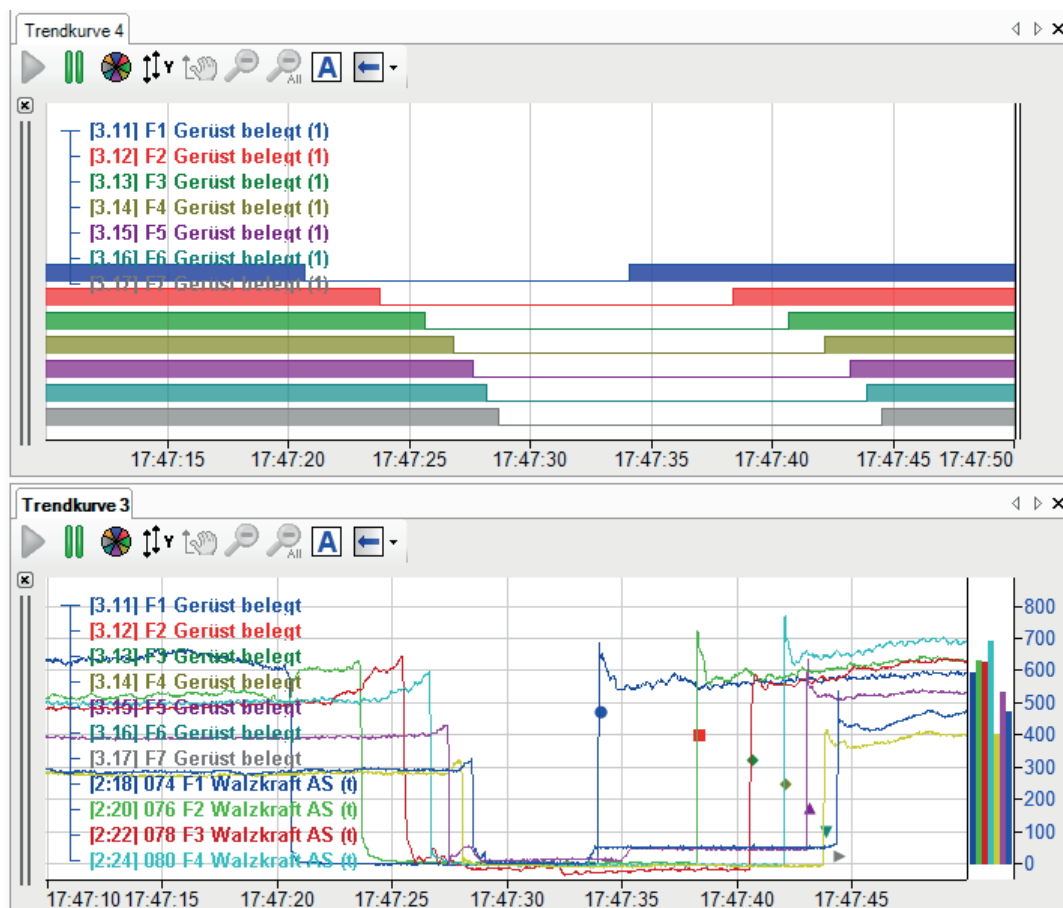 Trendkurve 4
Y All A
[3.11] F1 Gerüst belegt (1)
[3.12] F2 Gerüst belegt (1)
[3.13] F3 Gerüst belegt (1)
[3.14] F4 Gerüst belegt (1)
[3.15] F5 Gerüst belegt (1)
[3.16] F6 Gerüst belegt (1)
[3.17] F7 Gerüst belegt (1)
17:47:15 17:47:20 17:47:25 17:47:30 17:47:35 17:47:40 17:47:45 17:47:50
Trendkurve 3
Y All A
[3.11] F1 Gerüst belegt
[3.12] F2 Gerüst belegt
[3.13] F3 Gerüst belegt
[3.14] F4 Gerüst belegt
[3.15] F5 Gerüst belegt
[3.16] F6 Gerüst belegt
[3.17] F7 Gerüst belegt
[2:18] 074 F1 Walzkraft AS (t)
[2:20] 076 F2 Walzkraft AS (t)
[2:22] 078 F3 Walzkraft AS (t)
[2:24] 080 F4 Walzkraft AS (t)
800
700
600
500
400
300
200
100
0
17:47:10 17:47:15 17:47:20 17:47:25 17:47:30 17:47:35 17:47:40 17:47:45